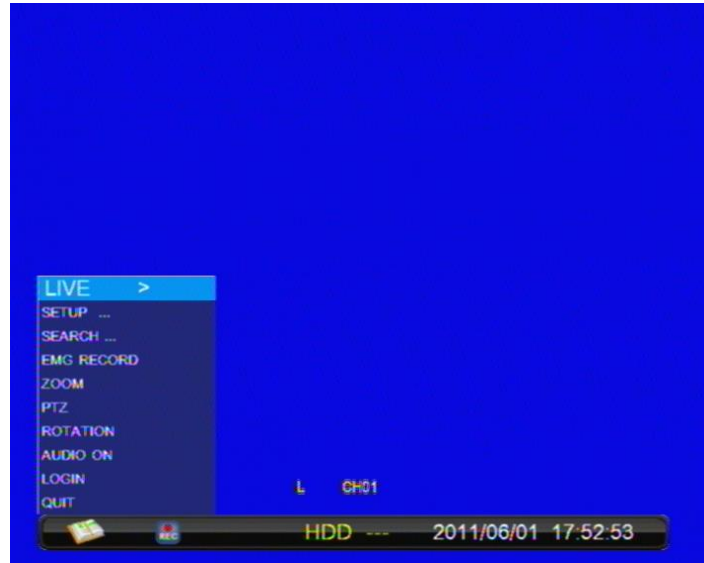 LIVE >
SETUP ...
SEARCH ...
EMG RECORD
ZOOM
PTZ
ROTATION
AUDIO ON
LOGIN
QUIT
L CH01
REC HDD --- 2011/06/01 17:52:53